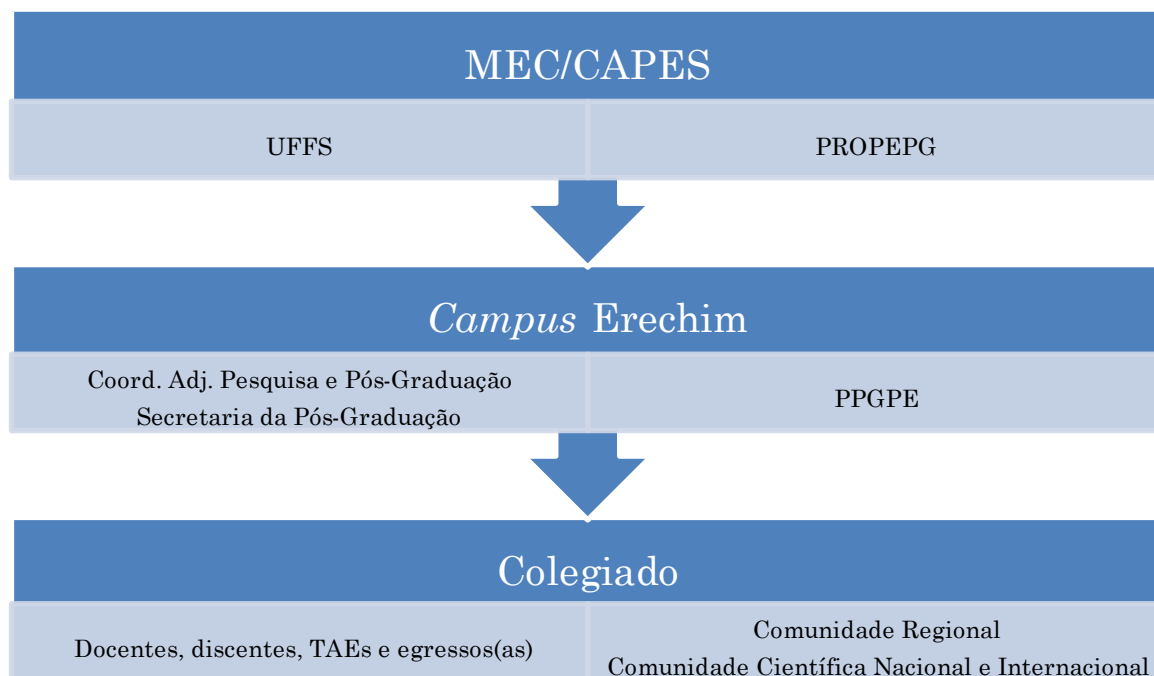 MEC/CAPES
UFFS
PROPEPG
Campus Erechim
Coord. Adj. Pesquisa e Pós-Graduação
Secretaria da Pós-Graduação
PPGPE
Colegiado
Docentes, discentes, TAEs e egressos(as)
Comunidade Regional
Comunidade Científica Nacional e Internacional